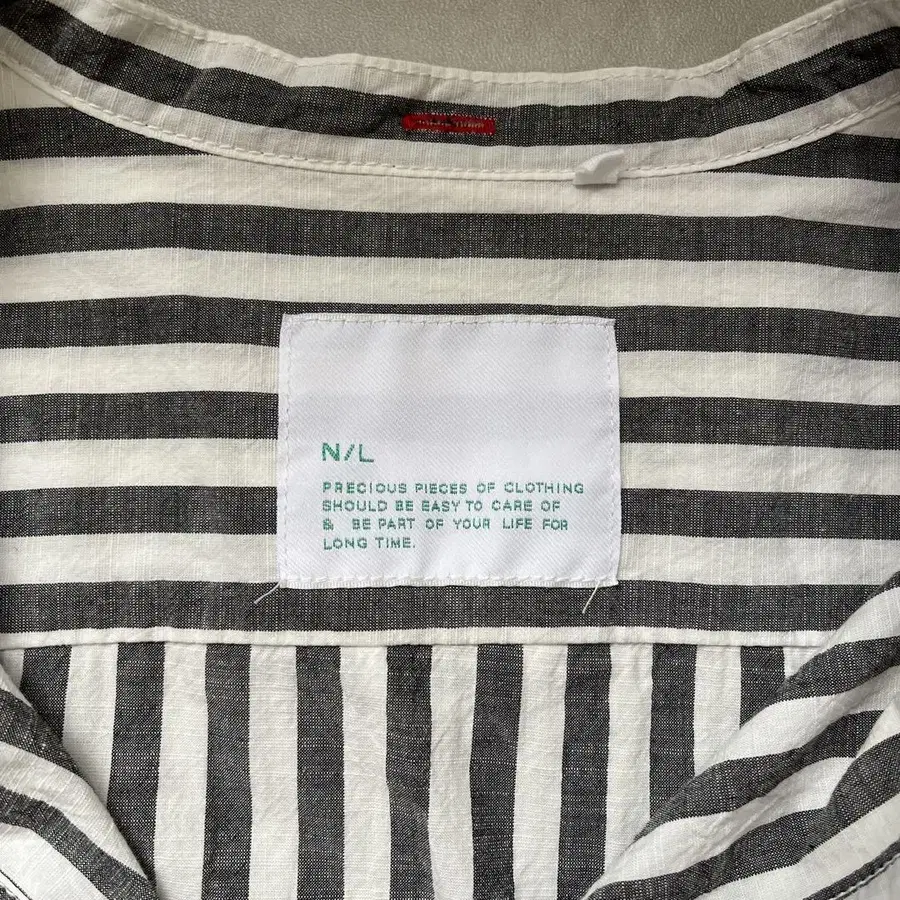 N/L
PRECIOUS PIECES OF CLOTHING
SHOULD BE EASY TO CARE OF
& BE PART OF YOUR LIFE FOR
LONG TIME.